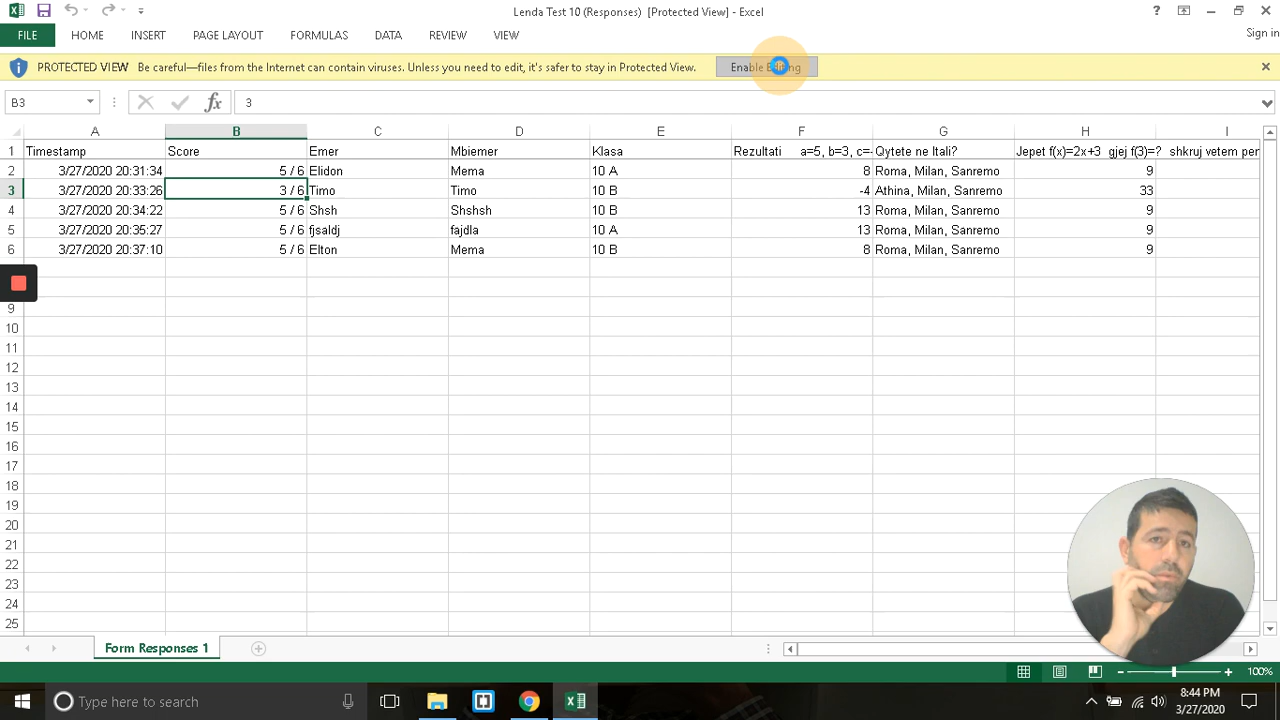 Lenda Test 10 (Responses) [Protected View] - Excel
?
FILE HOME INSERT PAGE LAYOUT FORMULAS DATA REVIEW VIEW Sign in
PROTECTED VIEW Be careful—files from the Internet can contain viruses. Unless you need to edit, it's safer to stay in Protected View. Enable Editing
B3 fx 3
A B C D E F G H I
1 Timestamp Score Emer Mbiemer Klasa Rezultati a=5, b=3, c=- Qytete ne Itali? Jepet f(x)=2x+3 gjej f(3)=? shkruj vetem per
2 3/27/2020 20:31:34 5 / 6 Elidon Mema 10 A 8 Roma, Milan, Sanremo 9
3 3/27/2020 20:33:26 3 / 6 Timo Timo 10 B -4 Athina, Milan, Sanremo 33
4 3/27/2020 20:34:22 5 / 6 Shsh Shshsh 10 B 13 Roma, Milan, Sanremo 9
5 3/27/2020 20:35:27 5 / 6 fjsaldj fajdla 10 A 13 Roma, Milan, Sanremo 9
6 3/27/2020 20:37:10 5 / 6 Elton Mema 10 B 8 Roma, Milan, Sanremo 9
9
10
11
12
13
14
15
16
17
18
19
20
21
22
23
24
25
Form Responses 1
100%
Type here to search
8:44 PM
3/27/2020